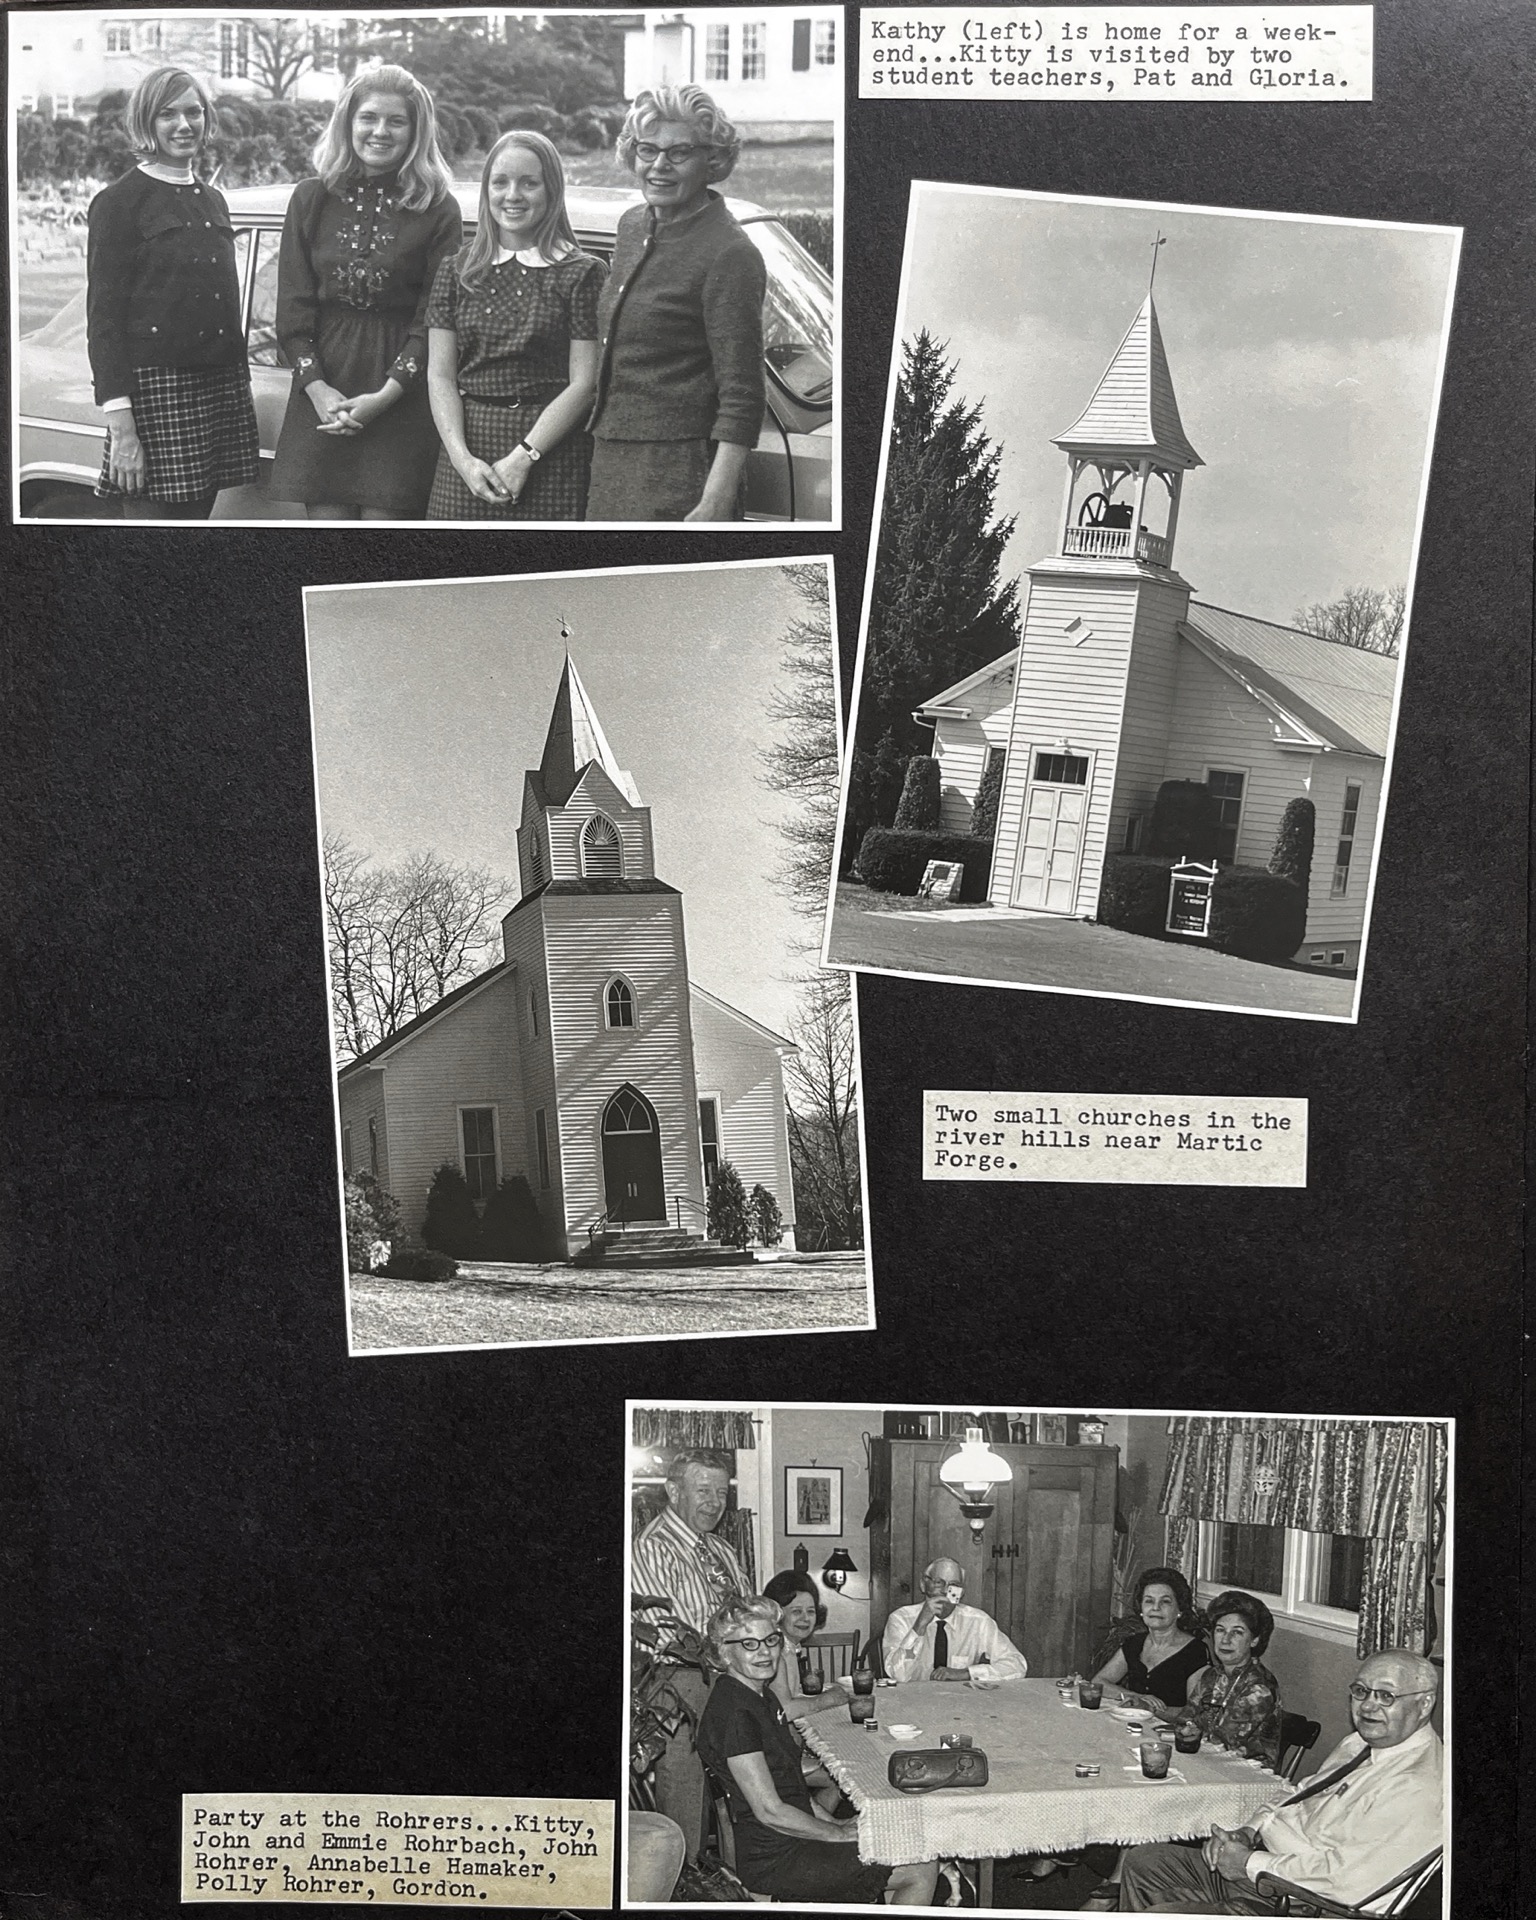 Kathy (left) is home for a week-
end...Kitty is visited by two
student teachers, Pat and Gloria.
Two small churches in the
river hills near Martic
Forge.
Party at the Rohrers...Kitty,
John and Emmie Rohrbach, John
Rohrer, Annabelle Hamaker,
Polly Rohrer, Gordon.